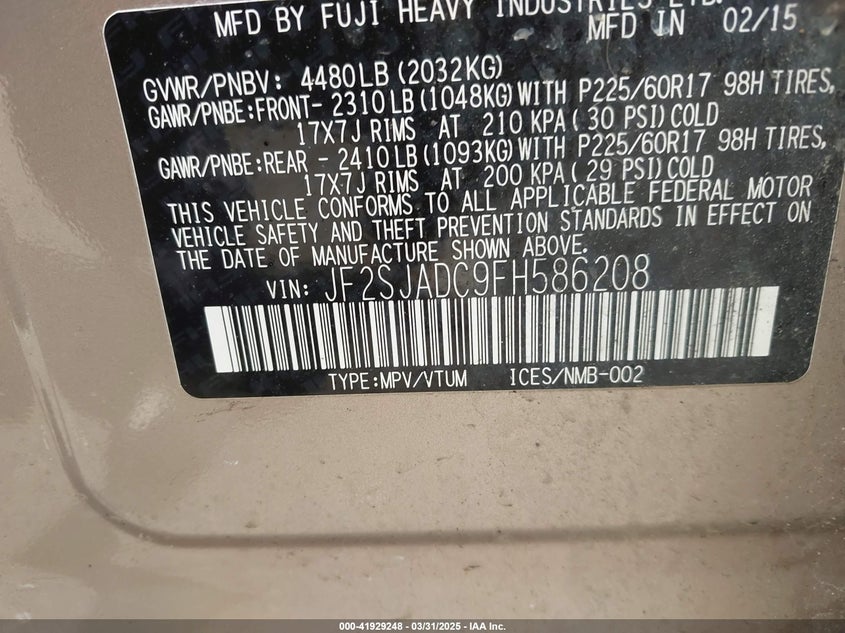 MFD BY FUJI HEAVY INDUSTRIES LTD.
MFD IN 02/15
GVWR/PNBV: 4480LB(2032KG)
GAWR/PNBE:FRONT- 2310LB(1048KG)WITH P225/60R17 98H TIRES,
17X7J RIMS AT 210 KPA( 30 PSI)COLD
GAWR/PNBE:REAR - 2410LB(1093KG)WITH P225/60R17 98H TIRES,
17X7J RIMS AT 200 KPA( 29 PSI)COLD
THIS VEHICLE CONFORMS TO ALL APPLICABLE FEDERAL MOTOR
VEHICLE SAFETY AND THEFT PREVENTION STANDARDS IN EFFECT ON
THE DATE OF MANUFACTURE SHOWN ABOVE.
VIN: JF2SJADC9FH586208
TYPE:MPV/VTUM ICES/NMB-002
000-41929248 - 03/31/2025 - IAA Inc.